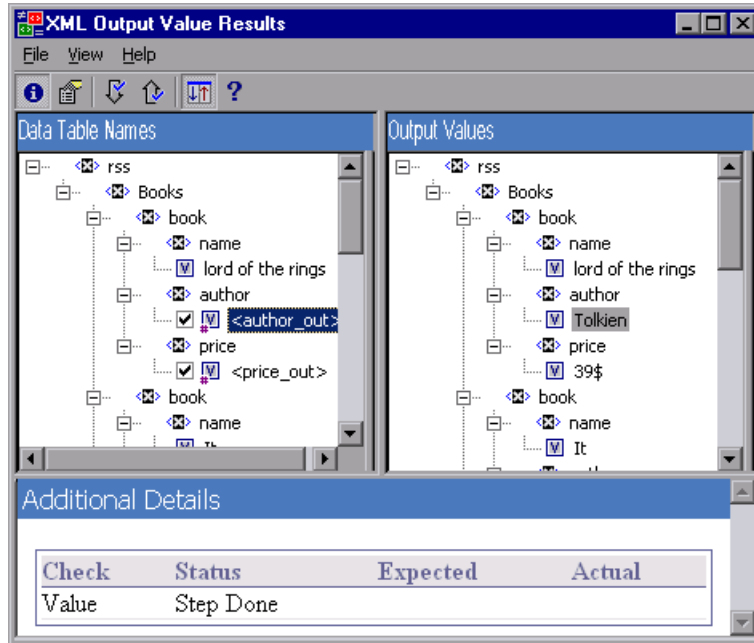 XML Output Value Results
File View Help
Data Table Names
rss
Books
book
name
lord of the rings
author
<author_out>
price
<price_out>
book
name
It
Output Values
rss
Books
book
name
lord of the rings
author
Tolkien
price
39$
book
name
It
Additional Details
Check Status Expected Actual
Value Step Done